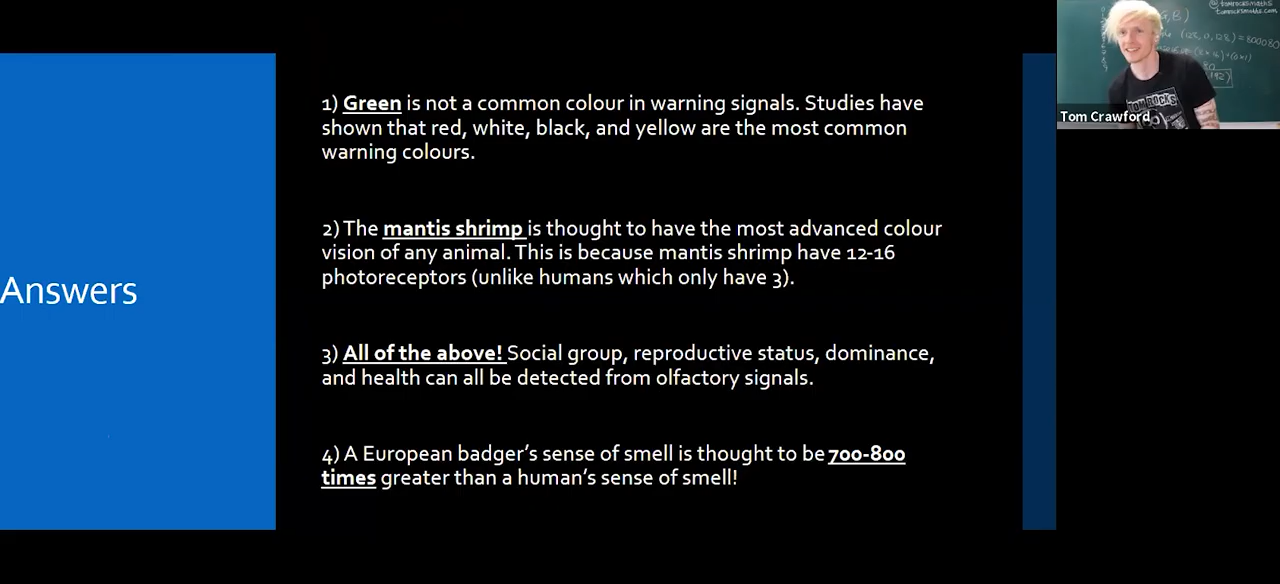 Answers
1) Green is not a common colour in warning signals. Studies have
shown that red, white, black, and yellow are the most common
warning colours.
2) The mantis shrimp is thought to have the most advanced colour
vision of any animal. This is because mantis shrimp have 12-16
photoreceptors (unlike humans which only have 3).
3) All of the above! Social group, reproductive status, dominance,
and health can all be detected from olfactory signals.
4) A European badger’s sense of smell is thought to be 700-800
times greater than a human’s sense of smell!
@tomrocksmaths
tomrocksmaths.com
TOM ROCKS
Tom Crawford